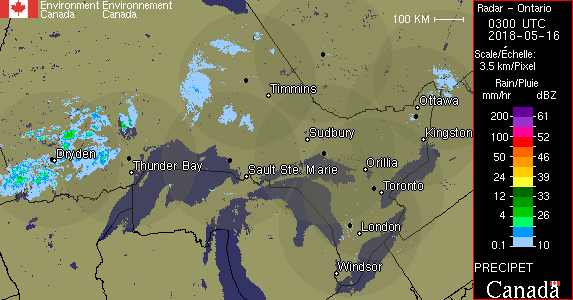 Environment Environnement
Canada Canada
100 KM
Timmins
Ottawa
Sudbury
Kingston
Dryden
Thunder Bay
Sault Ste. Marie
Orillia
Toronto
London
Windsor
Radar - Ontario
0300 UTC
2018-05-16
Scale/Échelle:
3.5 km/Pixel
Rain/Pluie
mm/hr dBZ
200 61
100 52
50 46
24 39
12 33
4 26
0.1 10
PRECIPET
Canada